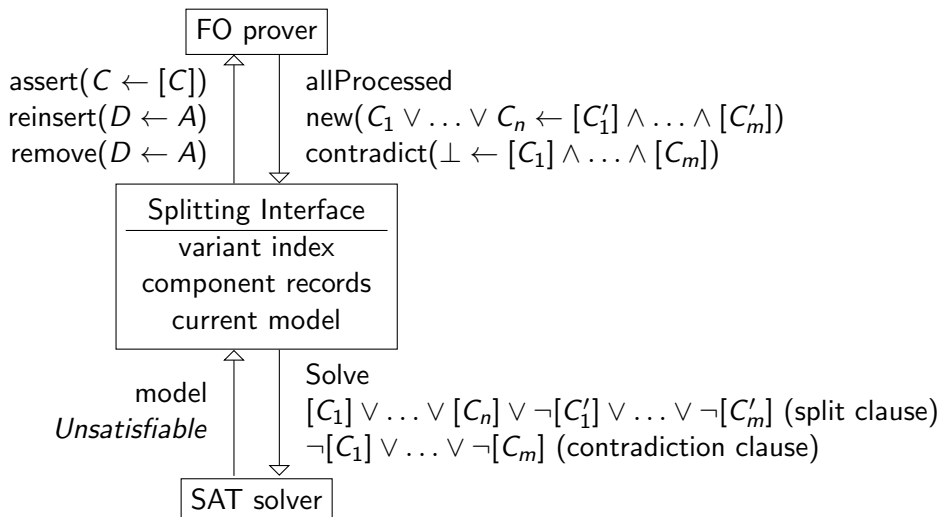 FO prover
assert(C ← [C])
reinsert(D ← A)
remove(D ← A)
allProcessed
new(C₁ ∨ … ∨ Cₙ ← [C′₁] ∧ … ∧ [C′ₘ])
contradict(⊥ ← [C₁] ∧ … ∧ [Cₘ])
Splitting Interface
variant index
component records
current model
model
Unsatisfiable
Solve
[C₁] ∨ … ∨ [Cₙ] ∨ ¬[C′₁] ∨ … ∨ ¬[C′ₘ] (split clause)
¬[C₁] ∨ … ∨ ¬[Cₘ] (contradiction clause)
SAT solver